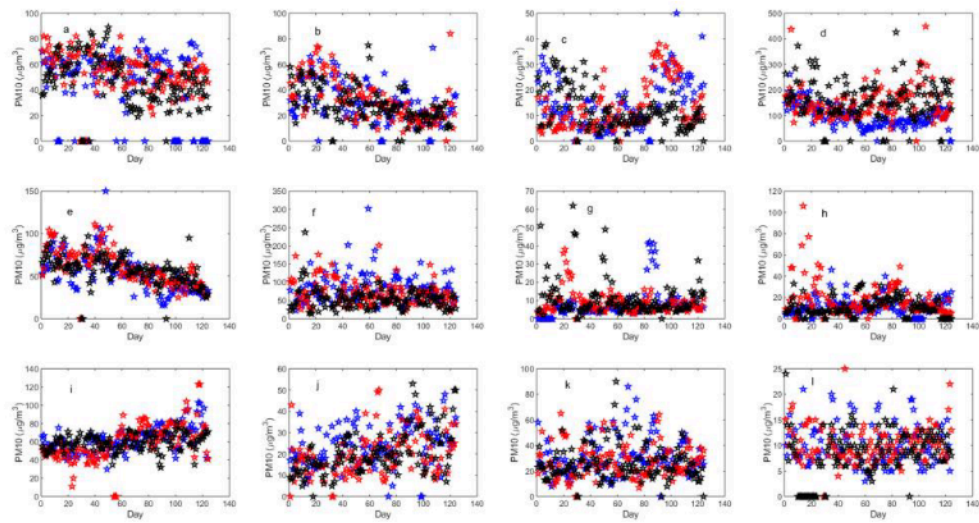 a
100
80
60
40
20
0
PM10 (μg/m³)
0 20 40 60 80 100 120 140
Day
b
100
80
60
40
20
0
PM10 (μg/m³)
0 20 40 60 80 100 120 140
Day
c
50
40
30
20
10
0
PM10 (μg/m³)
0 20 40 60 80 100 120 140
Day
d
500
400
300
200
100
0
PM10 (μg/m³)
0 20 40 60 80 100 120 140
Day
e
150
100
50
0
PM10 (μg/m³)
0 20 40 60 80 100 120 140
Day
f
350
300
250
200
150
100
50
0
PM10 (μg/m³)
0 20 40 60 80 100 120 140
Day
g
70
60
50
40
30
20
10
0
PM10 (μg/m³)
0 20 40 60 80 100 120 140
Day
h
120
100
80
60
40
20
0
PM10 (μg/m³)
0 20 40 60 80 100 120 140
Day
i
140
120
100
80
60
40
20
0
PM10 (μg/m³)
0 20 40 60 80 100 120 140
Day
j
60
50
40
30
20
10
0
PM10 (μg/m³)
0 20 40 60 80 100 120 140
Day
k
100
80
60
40
20
0
PM10 (μg/m³)
0 20 40 60 80 100 120 140
Day
l
25
20
15
10
5
0
PM10 (μg/m³)
0 20 40 60 80 100 120 140
Day